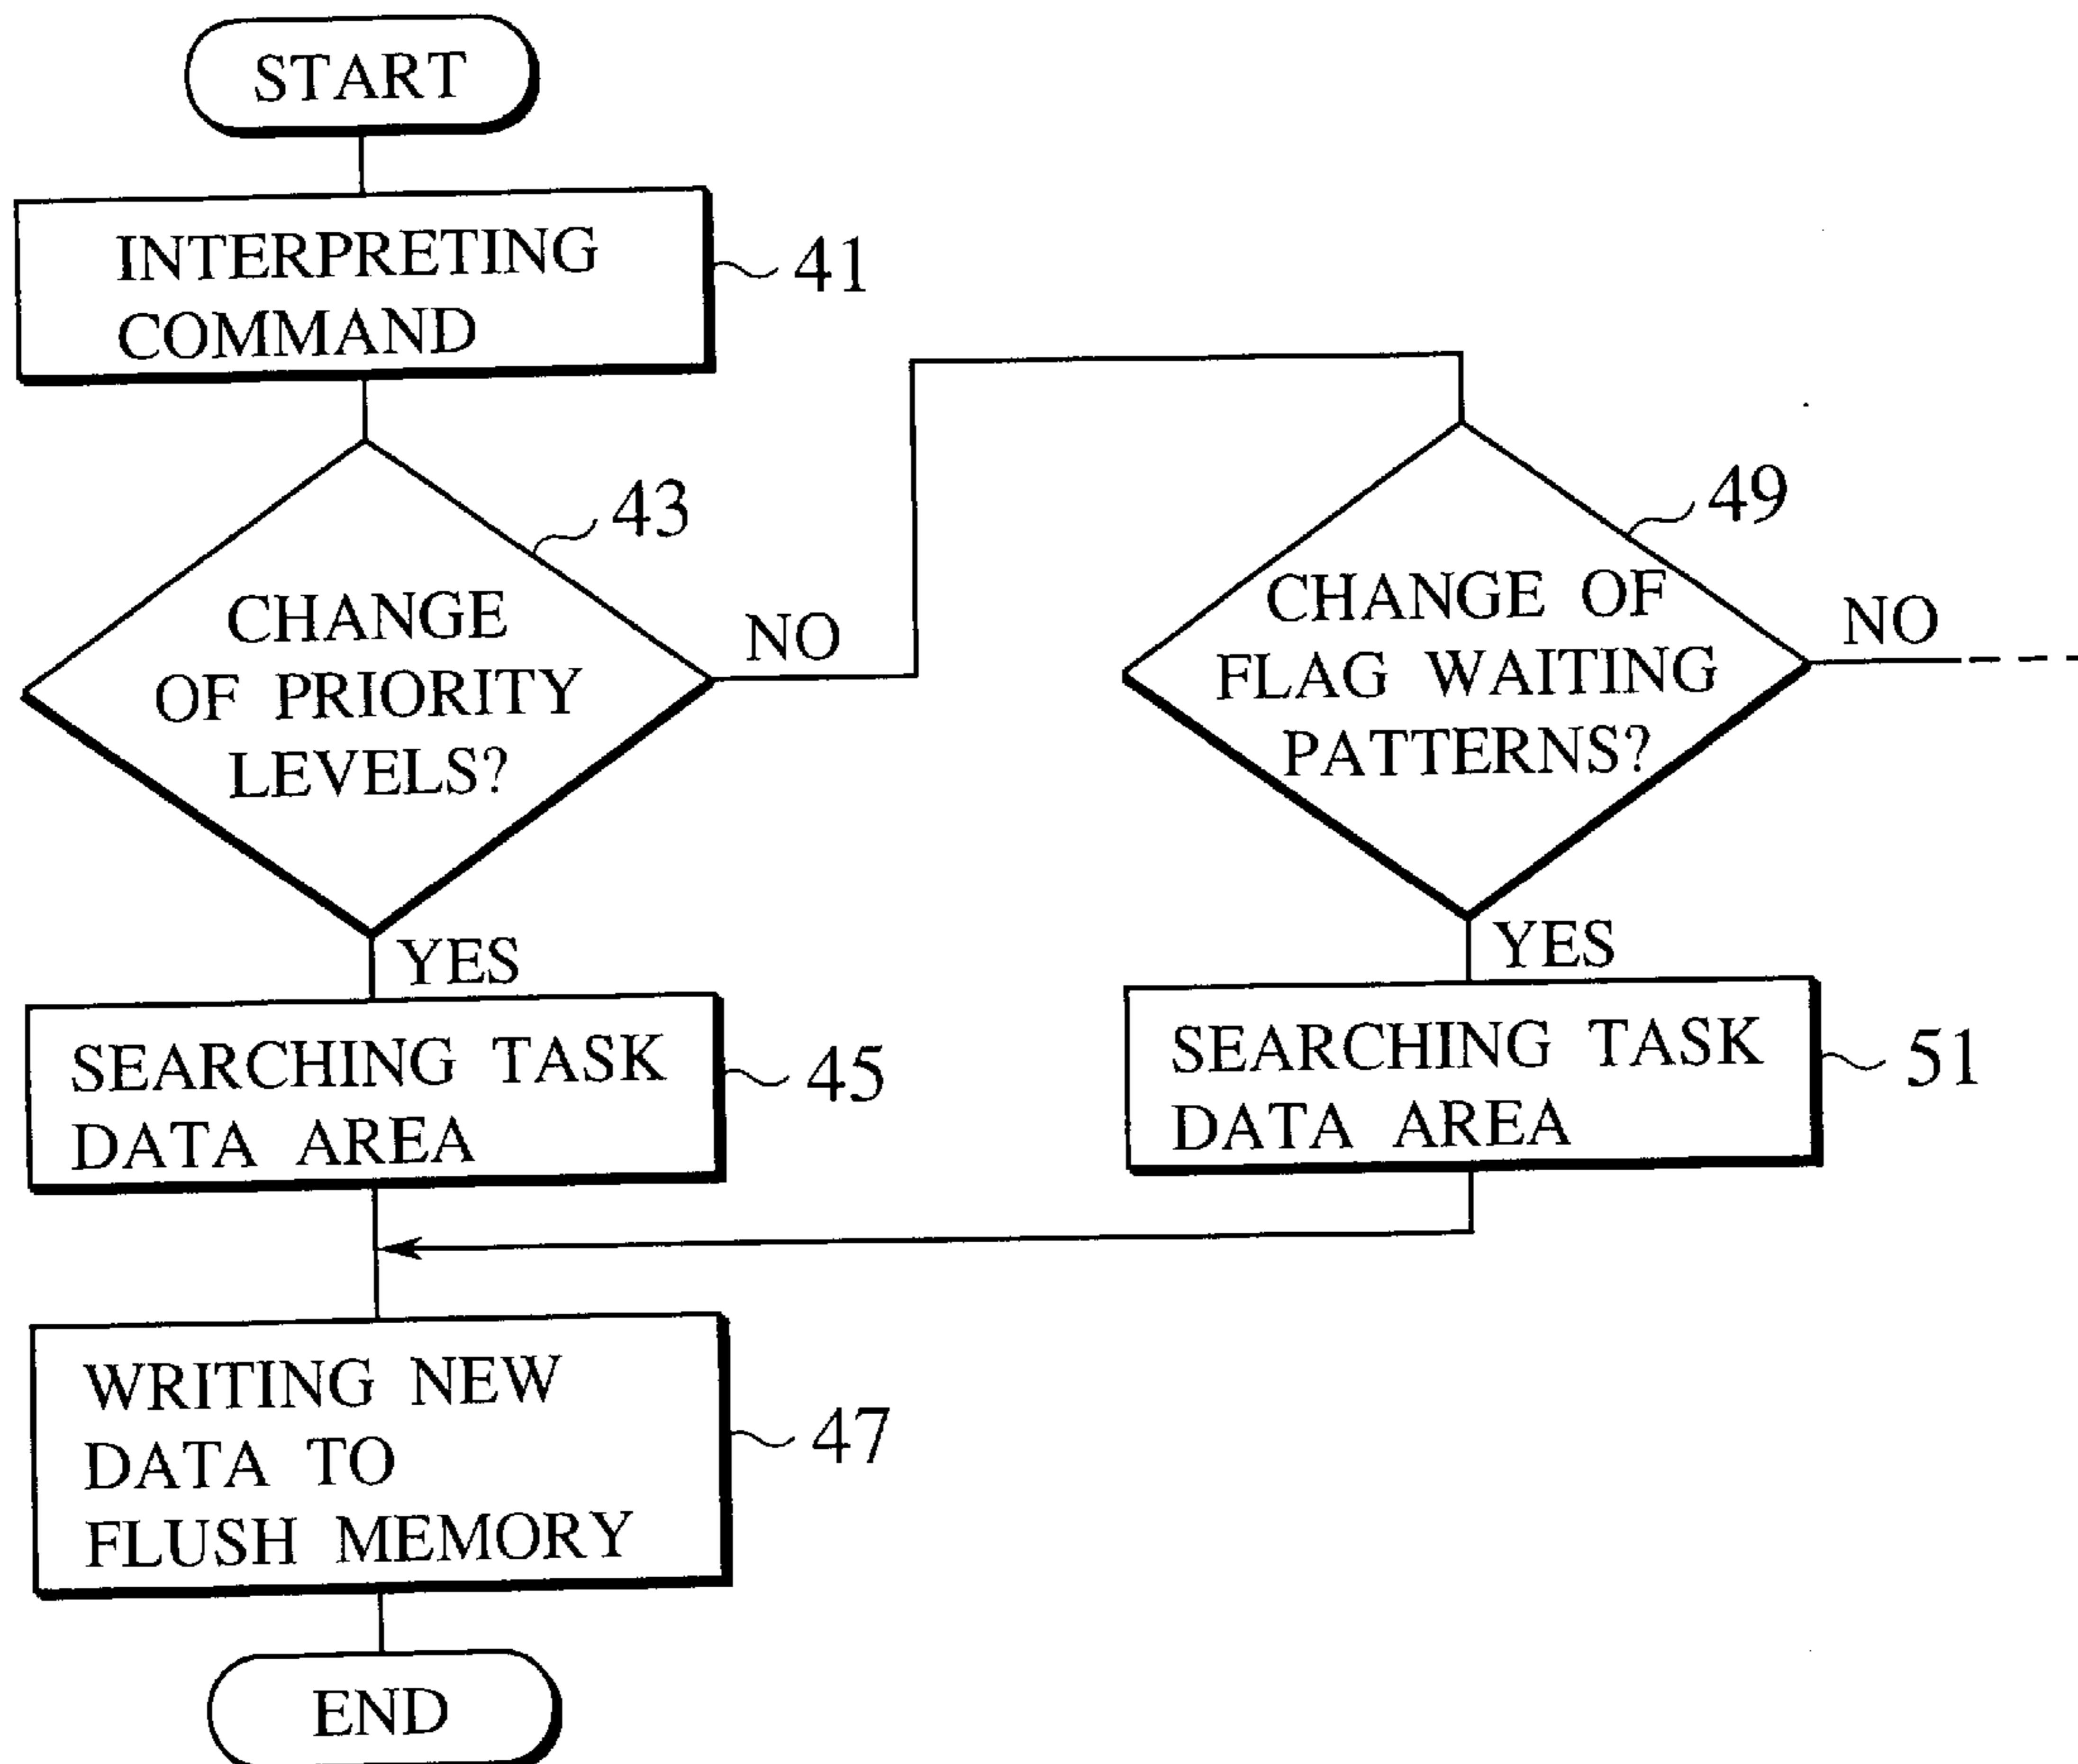 START
INTERPRETING
COMMAND
41
CHANGE
OF PRIORITY
LEVELS?
43
NO
YES
SEARCHING TASK
DATA AREA
45
WRITING NEW
DATA TO
FLUSH MEMORY
47
END
CHANGE OF
FLAG WAITING
PATTERNS?
49
NO
YES
SEARCHING TASK
DATA AREA
51